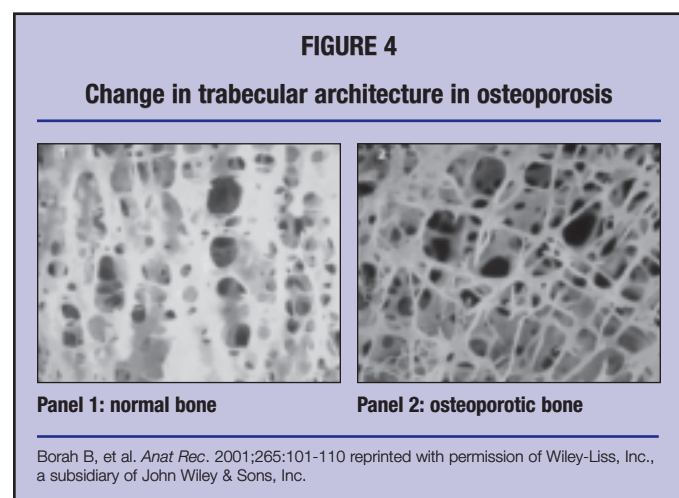 FIGURE 4
Change in trabecular architecture in osteoporosis
1
2
Panel 1: normal bone
Panel 2: osteoporotic bone
Borah B, et al. Anat Rec. 2001;265:101-110 reprinted with permission of Wiley-Liss, Inc.,
a subsidiary of John Wiley & Sons, Inc.